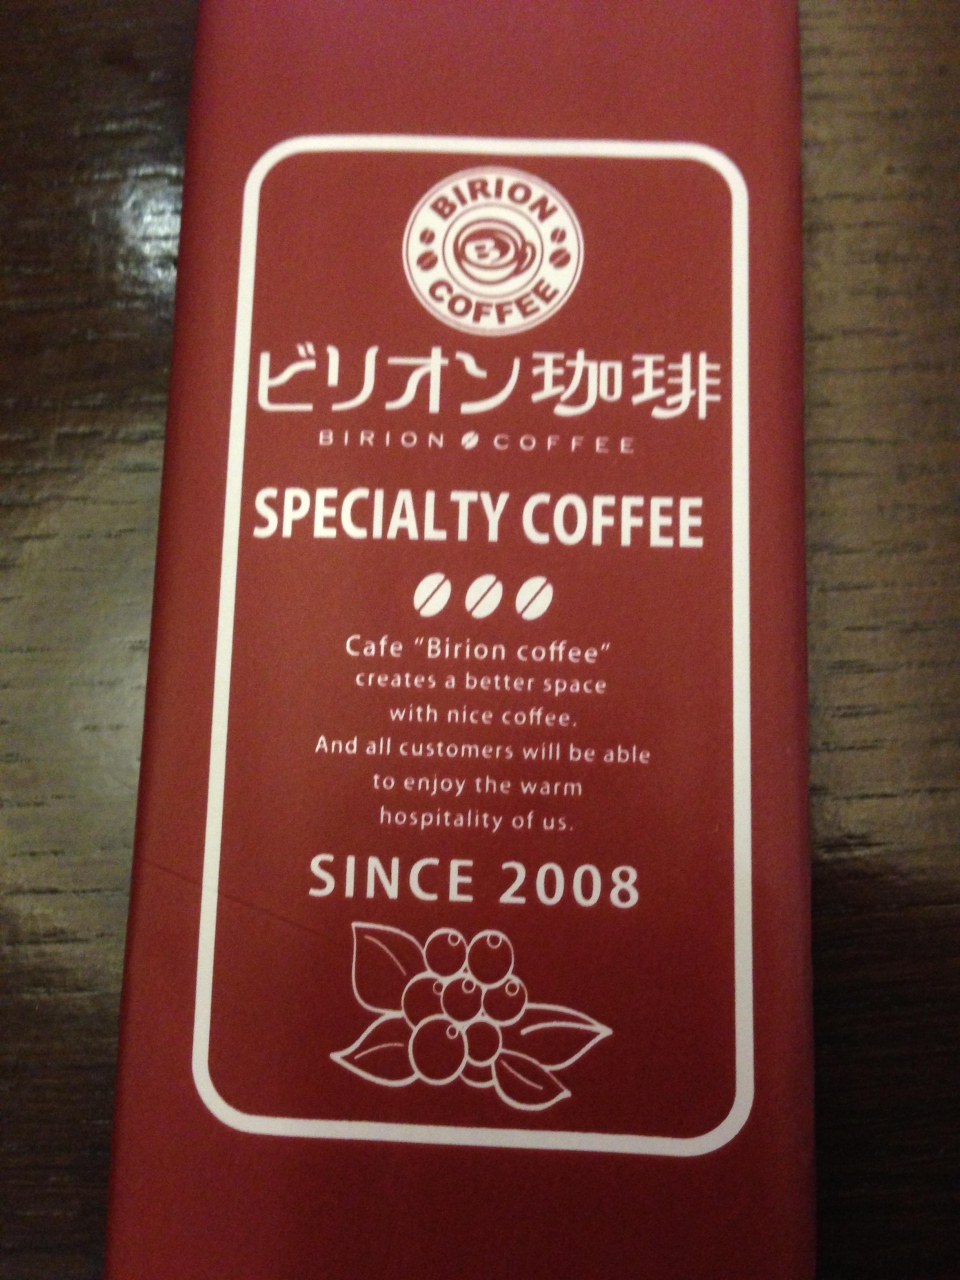 BIRION
COFFEE
ビリオン珈琲
BIRION COFFEE
SPECIALTY COFFEE
Cafe "Birion coffee"
creates a better space
with nice coffee.
And all customers will be able
to enjoy the warm
hospitality of us.
SINCE 2008